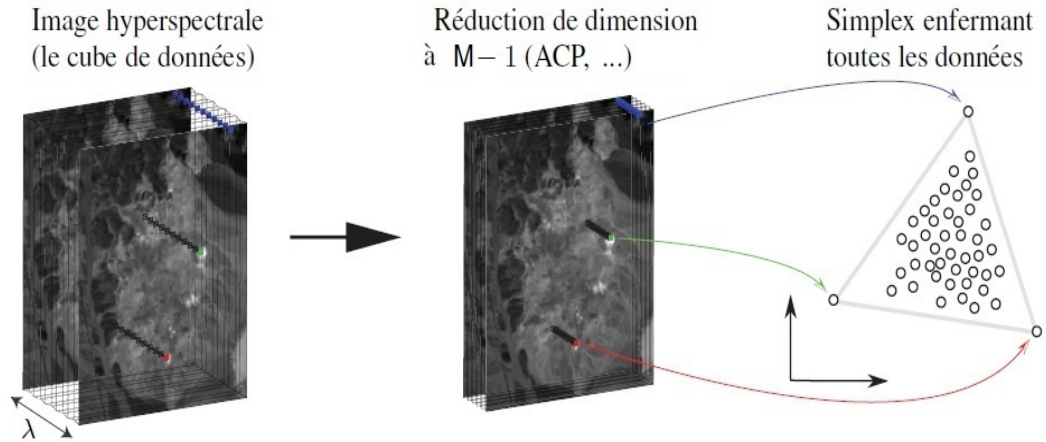 Image hyperspectrale
(le cube de données)
Réduction de dimension
à M − 1 (ACP, ...)
Simplex enfermant
toutes les données
λ